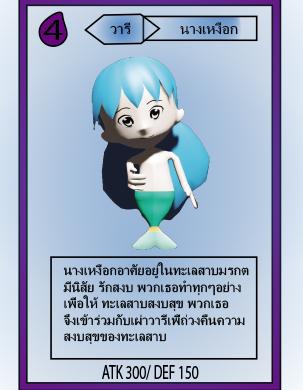 4
วารี
นางเหงือก
นางเหงือกอาศัยอยู่ในทะเลสาบมรกต
มีนิสัย รักสงบ พวกเธอทำทุกๆอย่าง
เพื่อให้ ทะเลสาบสงบสุข พวกเธอ
จึงเข้าร่วมกับเผ่าวารีเพื่ถ่วงคืนความ
สงบสุขของทะเลสาบ
ATK 300/ DEF 150